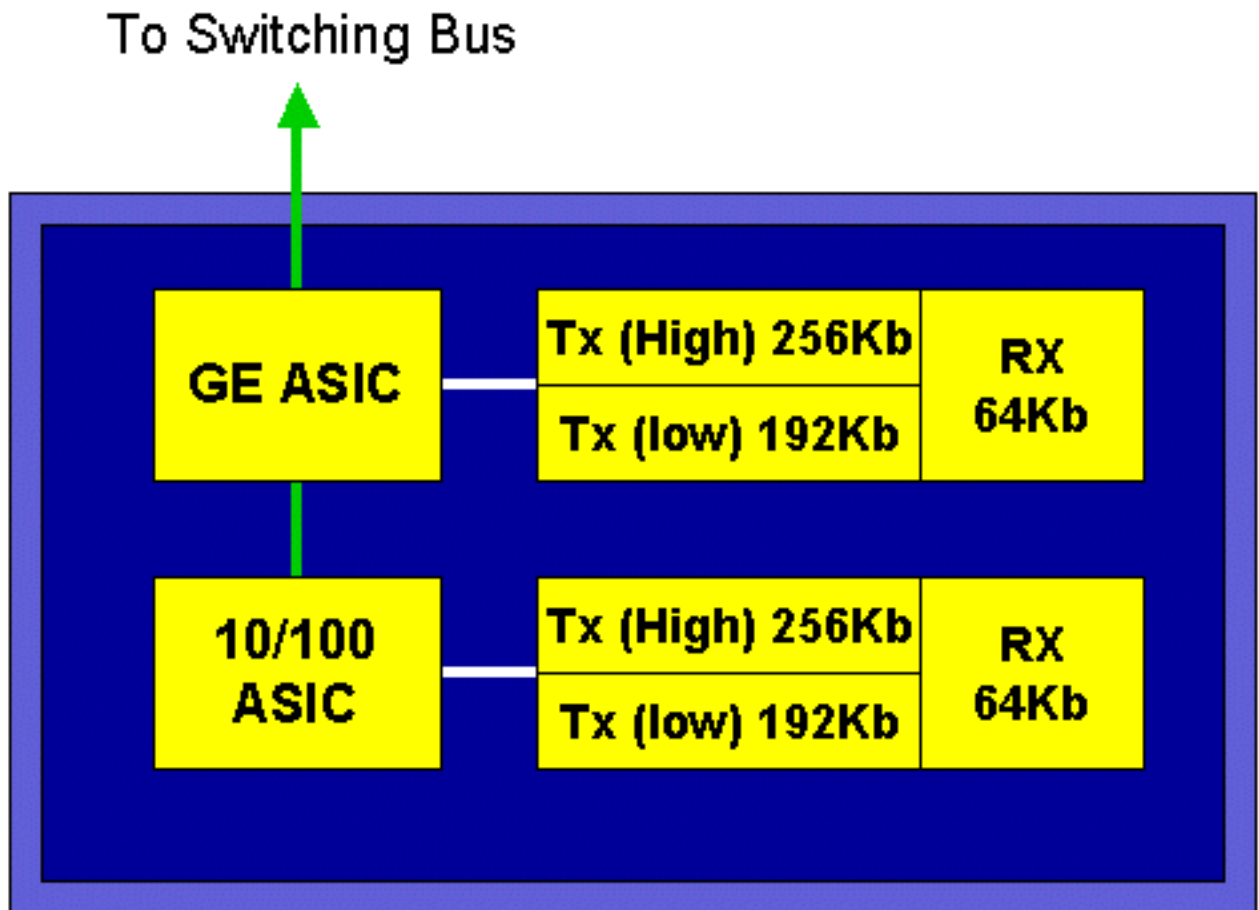 To Switching Bus
GE ASIC
Tx (High) 256Kb
Tx (low) 192Kb
RX
64Kb
10/100
ASIC
Tx (High) 256Kb
Tx (low) 192Kb
RX
64Kb